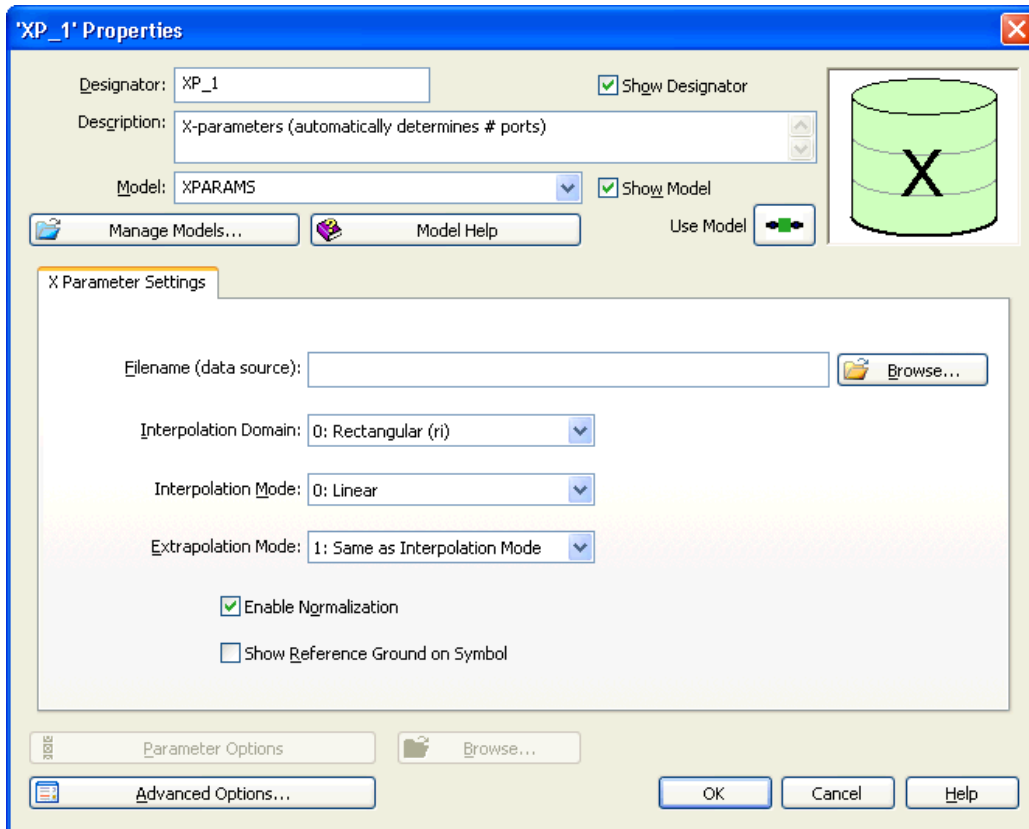 'XP_1' Properties
Designator: XP_1 Show Designator
Description: X-parameters (automatically determines # ports)
Model: XPARAMS Show Model
Manage Models... Model Help Use Model
X
X Parameter Settings
Filename (data source): Browse...
Interpolation Domain: 0: Rectangular (ri)
Interpolation Mode: 0: Linear
Extrapolation Mode: 1: Same as Interpolation Mode
Enable Normalization
Show Reference Ground on Symbol
Parameter Options Browse...
Advanced Options... OK Cancel Help